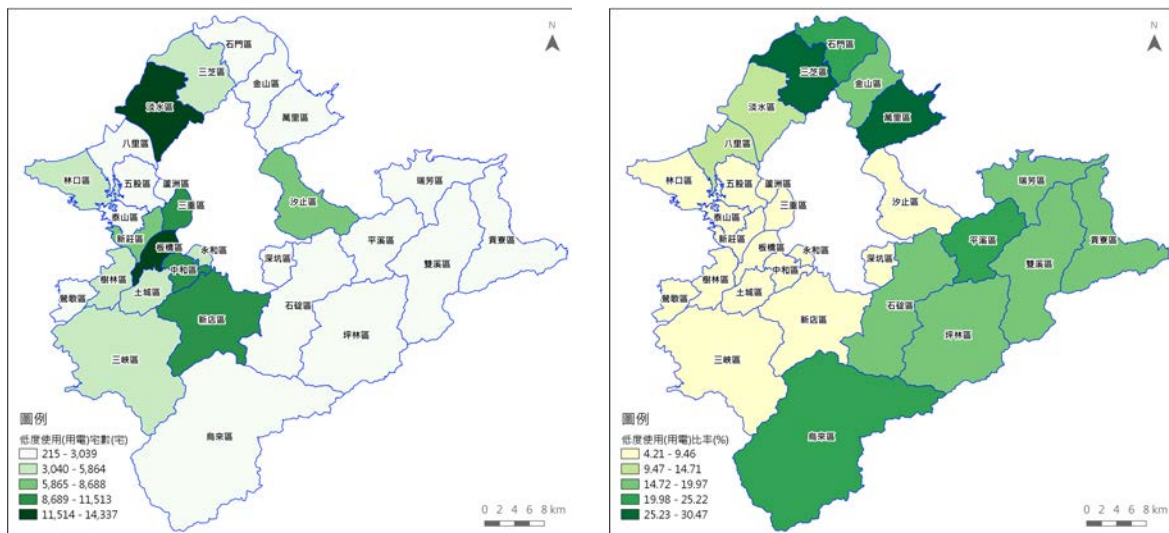 N
石門區
三芝區
金山區
淡水區
萬里區
八里區
林口區
五股區
蘆洲區
三重區
汐止區
瑞芳區
泰山區
新莊區
板橋區
永和區
平溪區
貢寮區
雙溪區
深坑區
中和區
樹林區
土城區
鶯歌區
新店區
石碇區
坪林區
三峽區
烏來區
圖例
低度使用(用電)宅數(宅)
215 - 3,039
3,040 - 5,864
5,865 - 8,688
8,689 - 11,513
11,514 - 14,337
0 2 4 6 8 km
N
石門區
三芝區
金山區
淡水區
萬里區
八里區
林口區
五股區
蘆洲區
三重區
汐止區
瑞芳區
泰山區
新莊區
板橋區
永和區
平溪區
貢寮區
雙溪區
深坑區
中和區
樹林區
土城區
鶯歌區
新店區
石碇區
坪林區
三峽區
烏來區
圖例
低度使用(用電)比率(%)
4.21 - 9.46
9.47 - 14.71
14.72 - 19.97
19.98 - 25.22
25.23 - 30.47
0 2 4 6 8 km